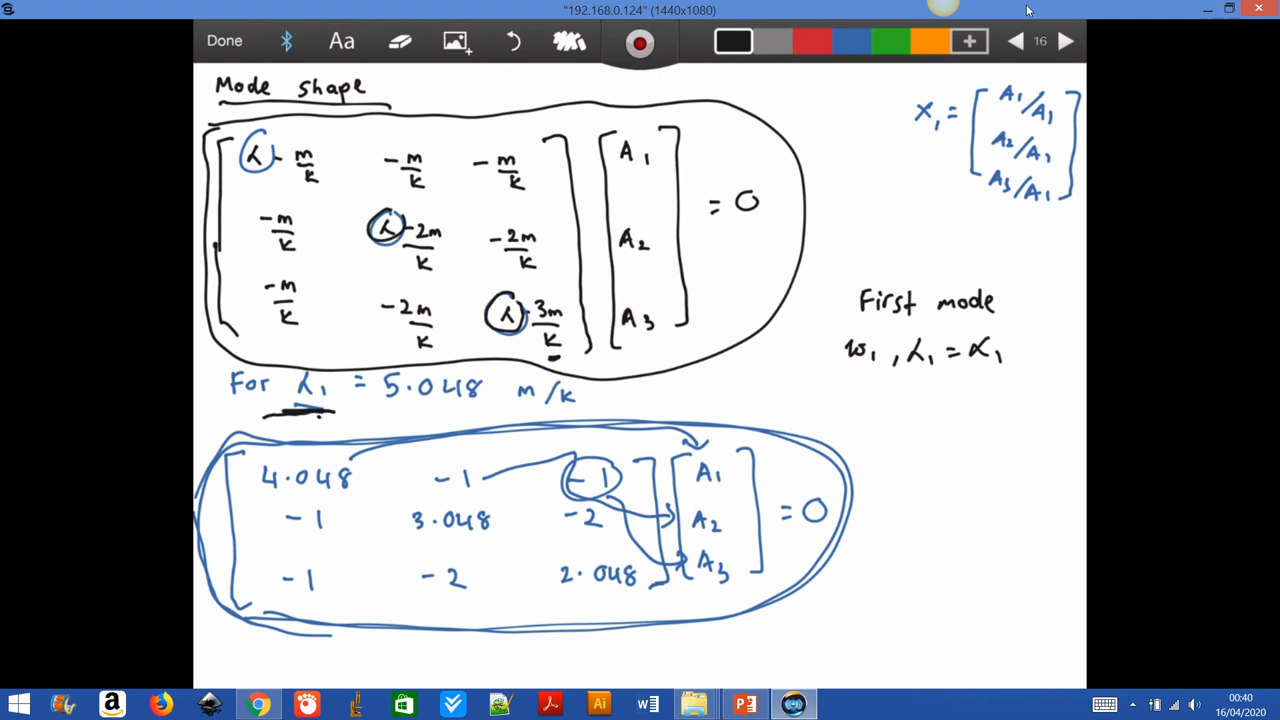 "192.168.0.124" (1440x1080)
Done Aa 16
Mode shape
λ - m/k -m/k -m/k A1
-m/k λ -2m/k -2m/k A2 = 0
-m/k -2m/k λ -3m/k A3
X1 = A1/A1
A2/A1
A3/A1
First mode
w1 , λ1 = α1
For λ1 = 5.048 m/k
4.048 -1 -1 A1
-1 3.048 -2 A2 = 0
-1 -2 2.048 A3
00:40
16/04/2020